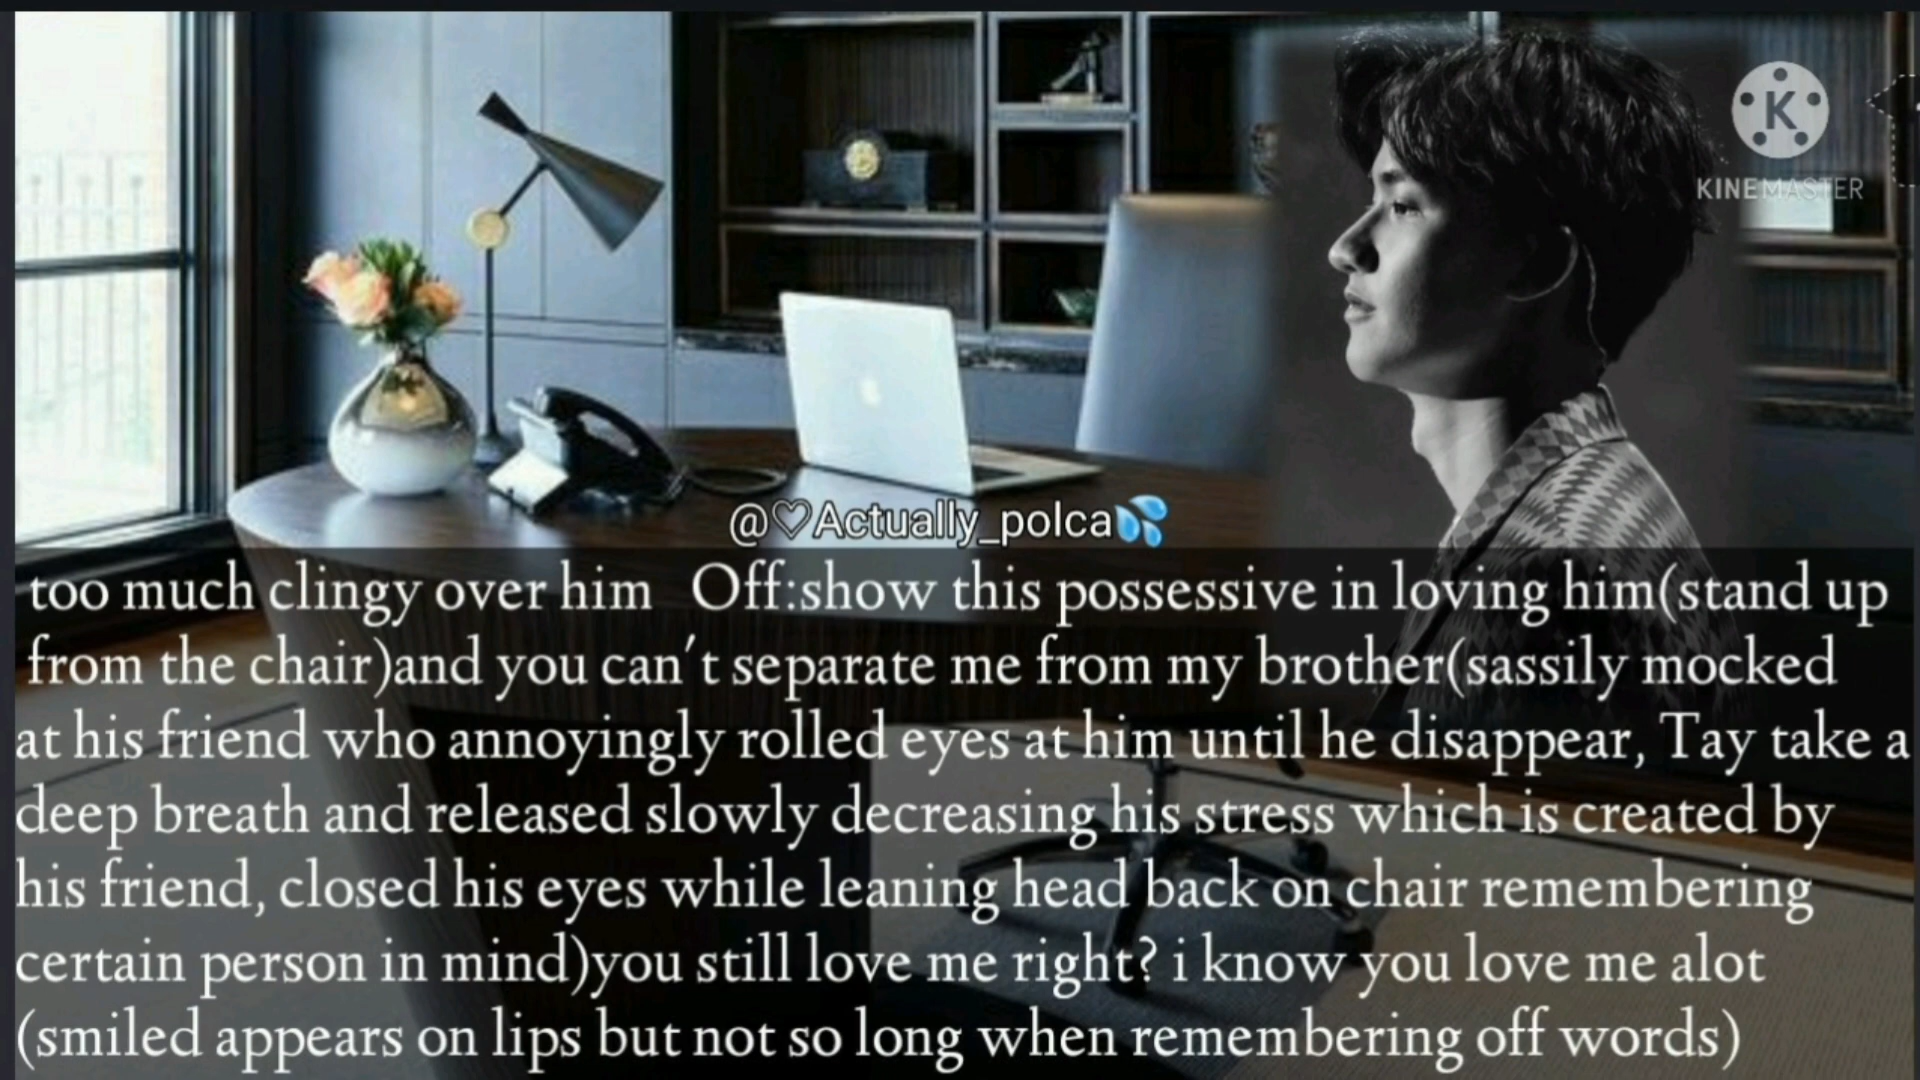 KINEMASTER
@♡Actually_polca💦
too much clingy over him   Off:show this possessive in loving him(stand up
from the chair)and you can't separate me from my brother(sassily mocked
at his friend who annoyingly rolled eyes at him until he disappear, Tay take a
deep breath and released slowly decreasing his stress which is created by
his friend, closed his eyes while leaning head back on chair remembering
certain person in mind)you still love me right? i know you love me alot
(smiled appears on lips but not so long when remembering off words)